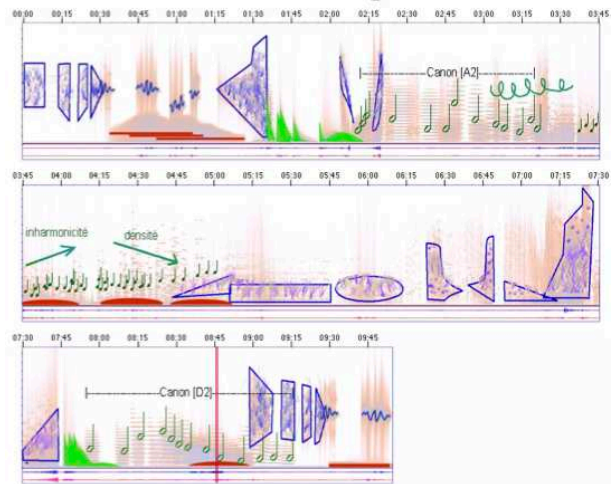 00:00 00:15 00:30 00:45 01:00 01:15 01:30 01:45 02:00 02:15 02:30 02:45 03:00 03:15 03:30 03:45
Canon [A2]
03:45 04:00 04:15 04:30 04:45 05:00 05:15 05:30 05:45 06:00 06:15 06:30 06:45 07:00 07:15 07:30
inharmonicité
densité
07:30 07:45 08:00 08:15 08:30 08:45 09:00 09:15 09:30 09:45
Canon [D2]